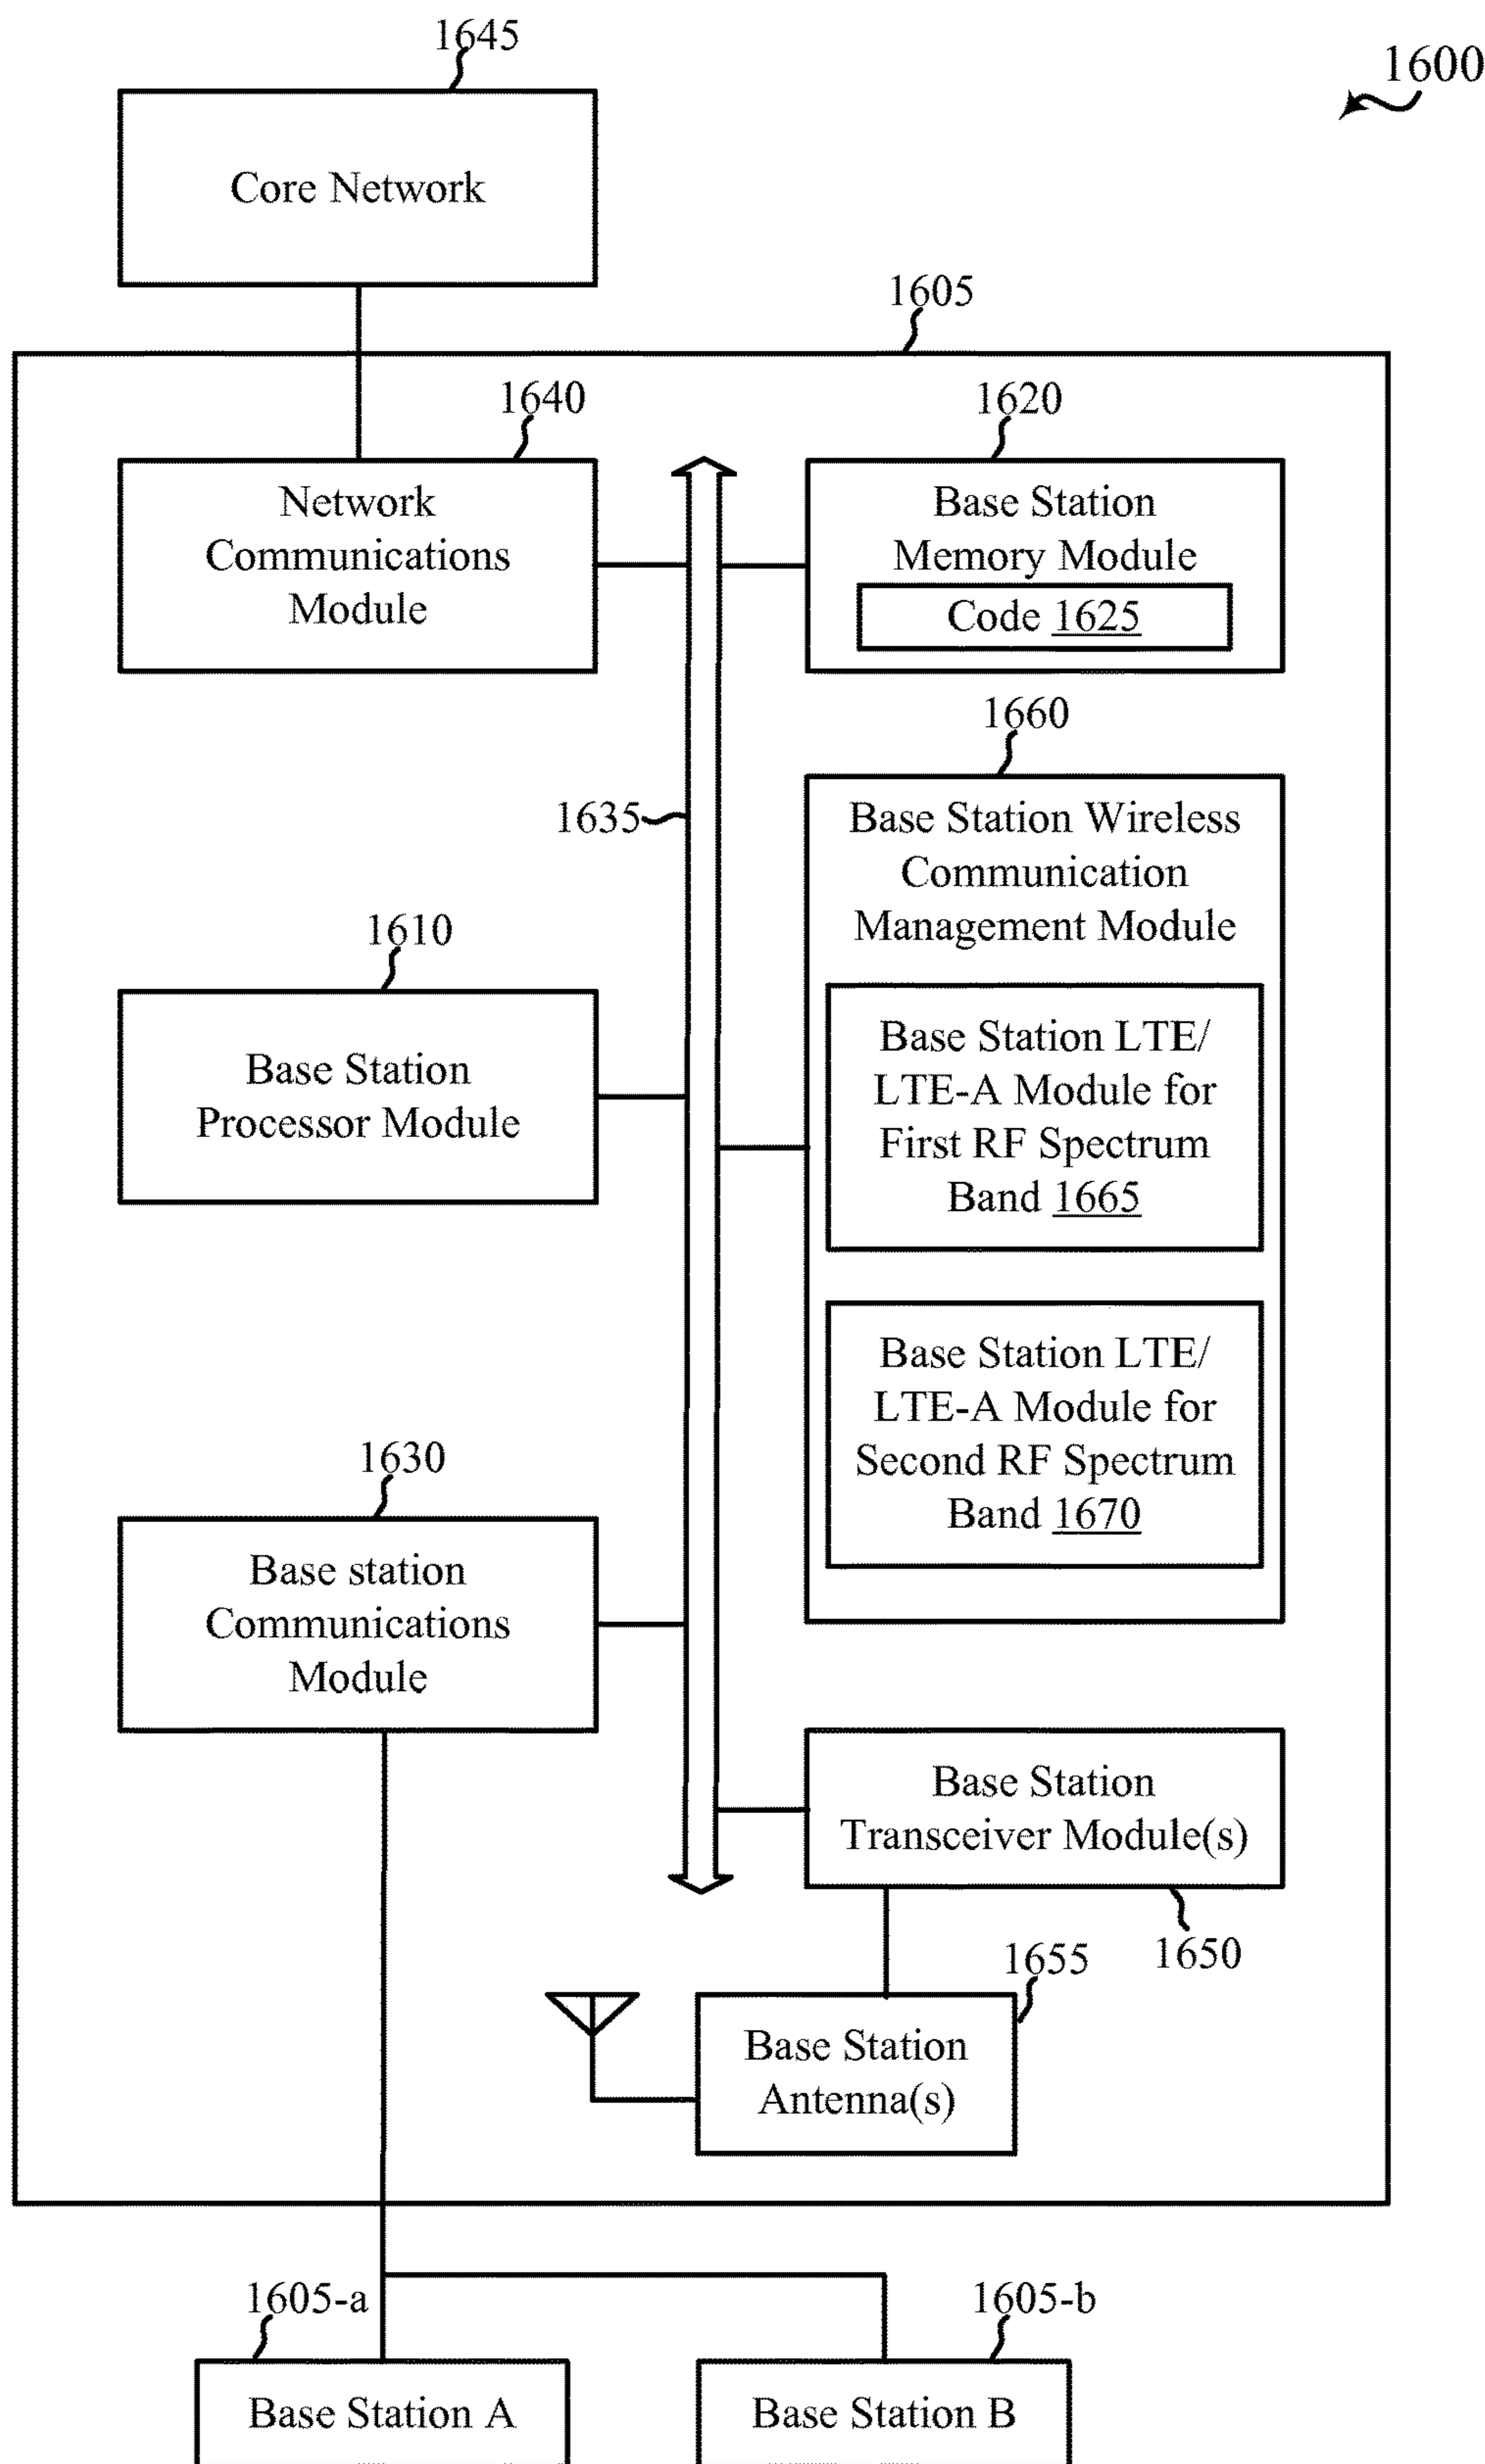 1645
1600
Core Network
1605
1640
1620
Network
Communications
Module
Base Station
Memory Module
Code 1625
1660
1635
Base Station Wireless
Communication
Management Module
1610
Base Station
Processor Module
Base Station LTE/
LTE-A Module for
First RF Spectrum
Band 1665
Base Station LTE/
LTE-A Module for
Second RF Spectrum
Band 1670
1630
Base station
Communications
Module
Base Station
Transceiver Module(s)
1650
1655
Base Station
Antenna(s)
1605-a
1605-b
Base Station A
Base Station B